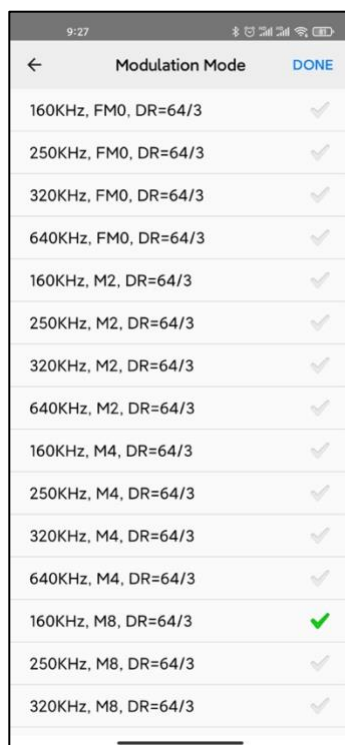 9:27
← Modulation Mode DONE
160KHz, FM0, DR=64/3
250KHz, FM0, DR=64/3
320KHz, FM0, DR=64/3
640KHz, FM0, DR=64/3
160KHz, M2, DR=64/3
250KHz, M2, DR=64/3
320KHz, M2, DR=64/3
640KHz, M2, DR=64/3
160KHz, M4, DR=64/3
250KHz, M4, DR=64/3
320KHz, M4, DR=64/3
640KHz, M4, DR=64/3
160KHz, M8, DR=64/3
250KHz, M8, DR=64/3
320KHz, M8, DR=64/3